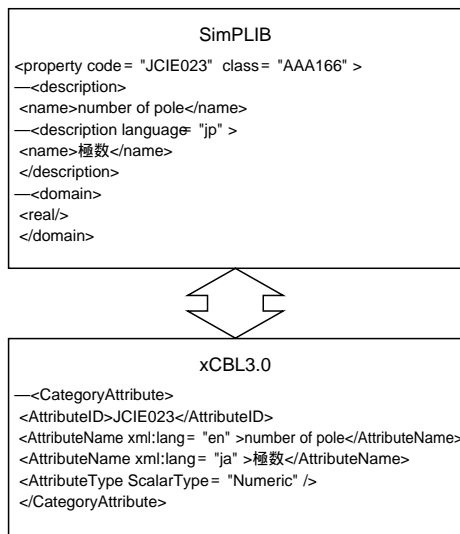 SimPLIB
<property code= "JCIE023" class= "AAA166" >
—<description>
<name>number of pole</name>
—<description language= "jp" >
<name>極数</name>
</description>
—<domain>
<real/>
</domain>
xCBL3.0
—<CategoryAttribute>
<AttributeID>JCIE023</AttributeID>
<AttributeName xml:lang= "en" >number of pole</AttributeName>
<AttributeName xml:lang= "ja" >極数</AttributeName>
<AttributeType ScalarType= "Numeric" />
</CategoryAttribute>